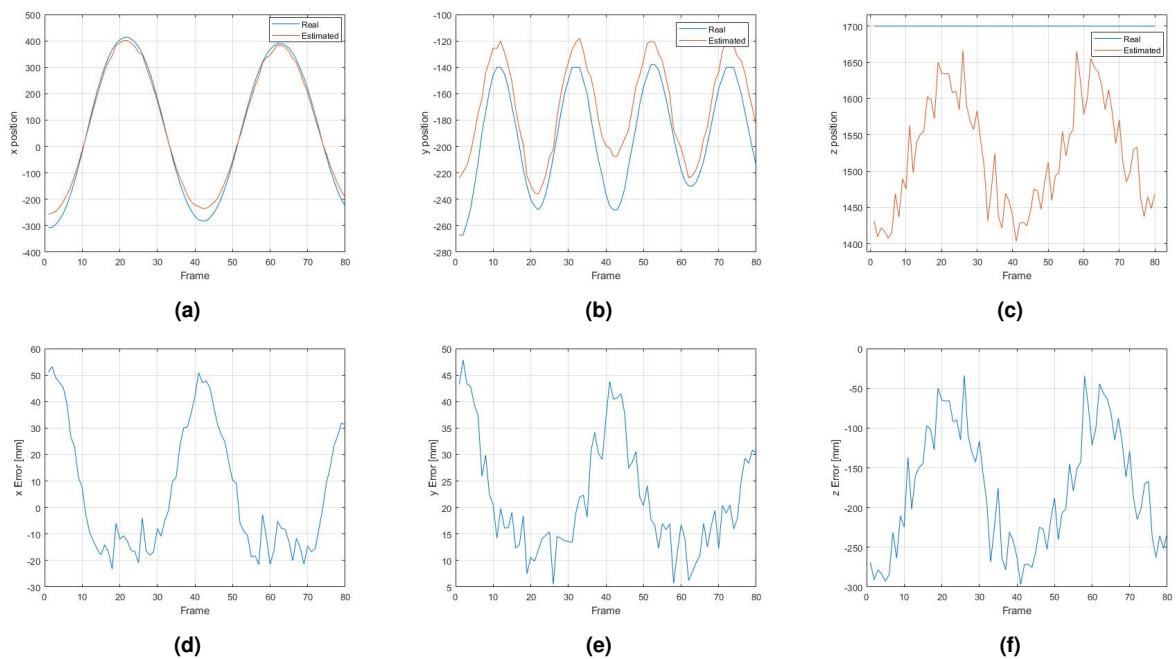 500
400
300
200
100
0
-100
-200
-300
-400
0 10 20 30 40 50 60 70 80
x position
Frame
Real
Estimated
(a)
-100
-120
-140
-160
-180
-200
-220
-240
-260
-280
0 10 20 30 40 50 60 70 80
y position
Frame
Real
Estimated
(b)
1700
1650
1600
1550
1500
1450
1400
0 10 20 30 40 50 60 70 80
z position
Frame
Real
Estimated
(c)
60
50
40
30
20
10
0
-10
-20
-30
0 10 20 30 40 50 60 70 80
x Error [mm]
Frame
(d)
50
45
40
35
30
25
20
15
10
5
0 10 20 30 40 50 60 70 80
y Error [mm]
Frame
(e)
0
-50
-100
-150
-200
-250
-300
0 10 20 30 40 50 60 70 80
z Error [mm]
Frame
(f)